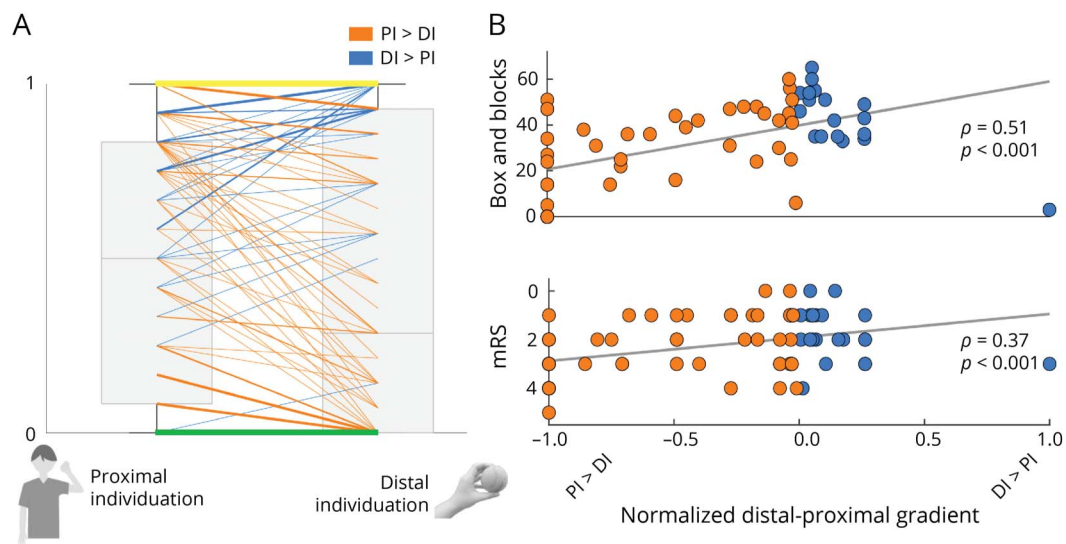 A
PI > DI
DI > PI
1
0
Proximal
individuation
Distal
individuation
B
Box and blocks
60
40
20
0
ρ = 0.51
p < 0.001
mRS
0
2
4
ρ = 0.37
p < 0.001
−1.0
−0.5
0.0
0.5
1.0
PI > DI
DI > PI
Normalized distal-proximal gradient